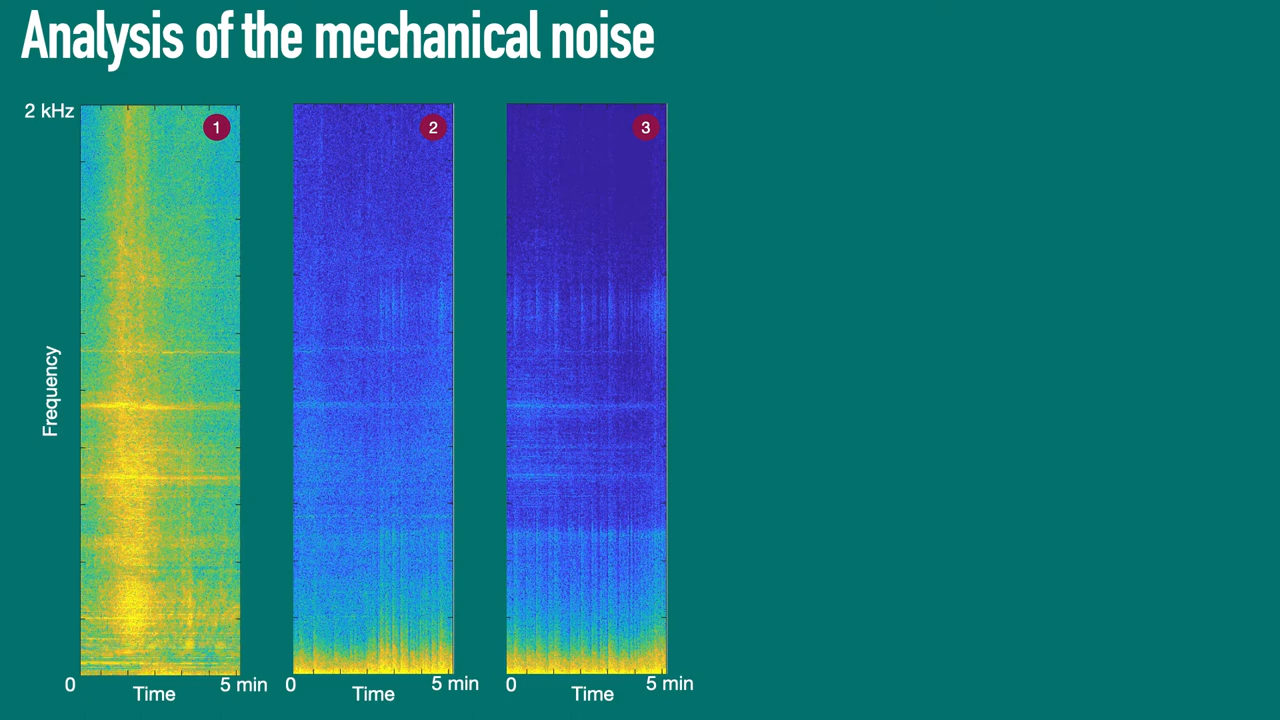 Analysis of the mechanical noise
2 kHz
1
2
3
Frequency
0
5 min
0
5 min
0
5 min
Time
Time
Time